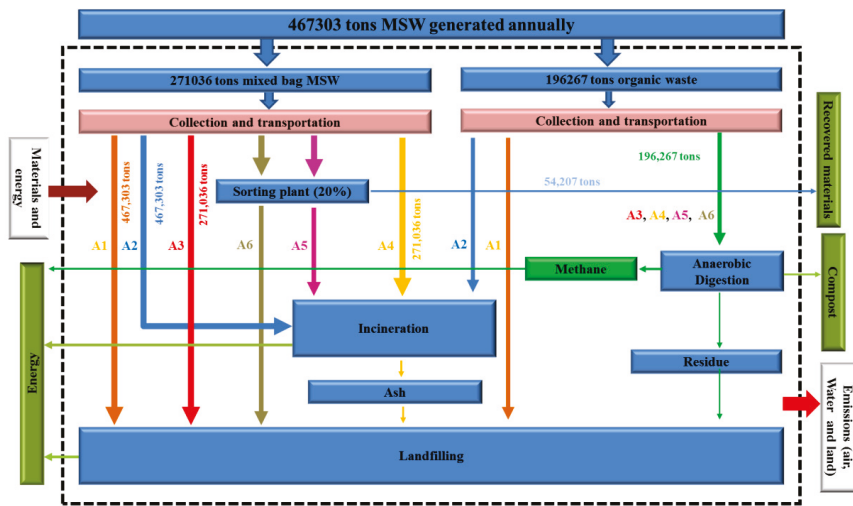 467303 tons MSW generated annually
271036 tons mixed bag MSW
196267 tons organic waste
Collection and transportation
Collection and transportation
Materials and
energy
467,303 tons
467,303 tons
271,036 tons
Sorting plant (20%)
196,267 tons
54,207 tons
Recovered materials
A3, A4, A5, A6
A1
A2
A3
A6
A5
A4
271,036 tons
A2
A1
Methane
Anaerobic
Digestion
Compost
Incineration
Energy
Residue
Ash
Emissions (air,
Water and land)
Landfilling